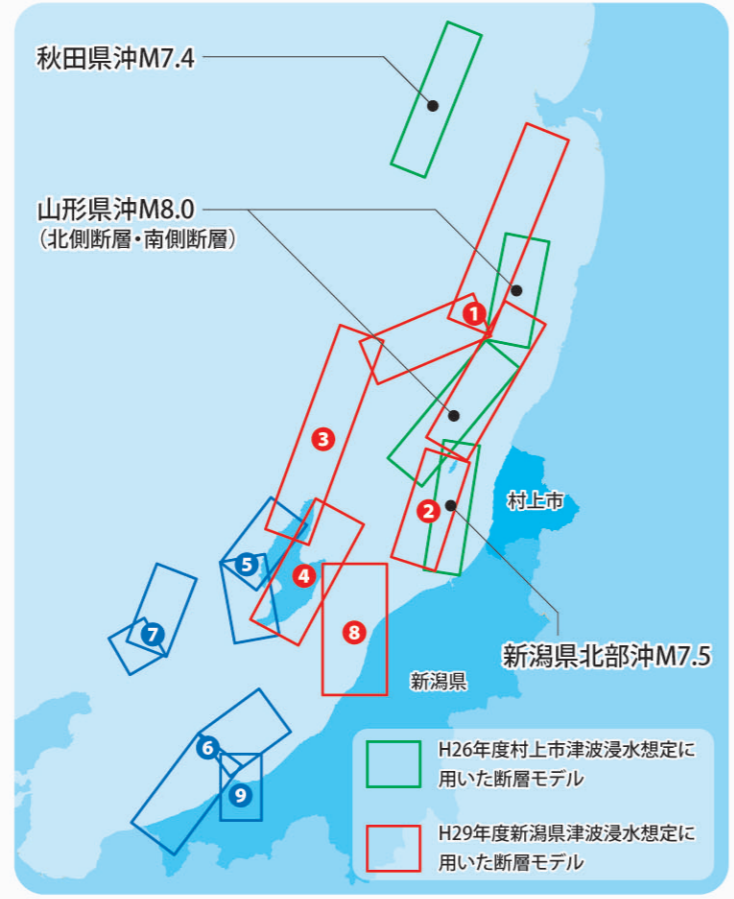 秋田県沖M7.4
山形県沖M8.0
（北側断層・南側断層）
1
3
村上市
2
5
4
7
8
新潟県北部沖M7.5
新潟県
6
9
H26年度村上市津波浸水想定に
用いた断層モデル
H29年度新潟県津波浸水想定に
用いた断層モデル